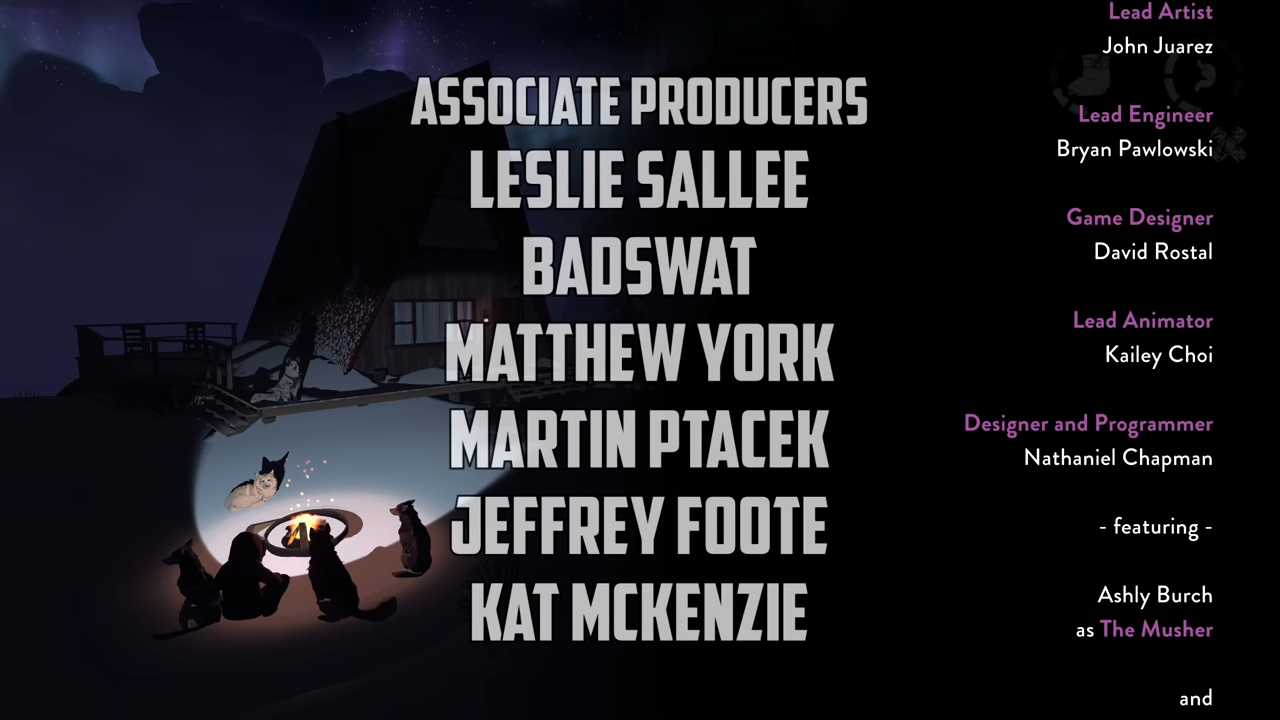 ASSOCIATE PRODUCERS
LESLIE SALLEE
BADSWAT
MATTHEW YORK
MARTIN PTACEK
JEFFREY FOOTE
KAT MCKENZIE
Lead Artist
John Juarez
Lead Engineer
Bryan Pawlowski
Game Designer
David Rostal
Lead Animator
Kailey Choi
Designer and Programmer
Nathaniel Chapman
- featuring -
Ashly Burch
as The Musher
and